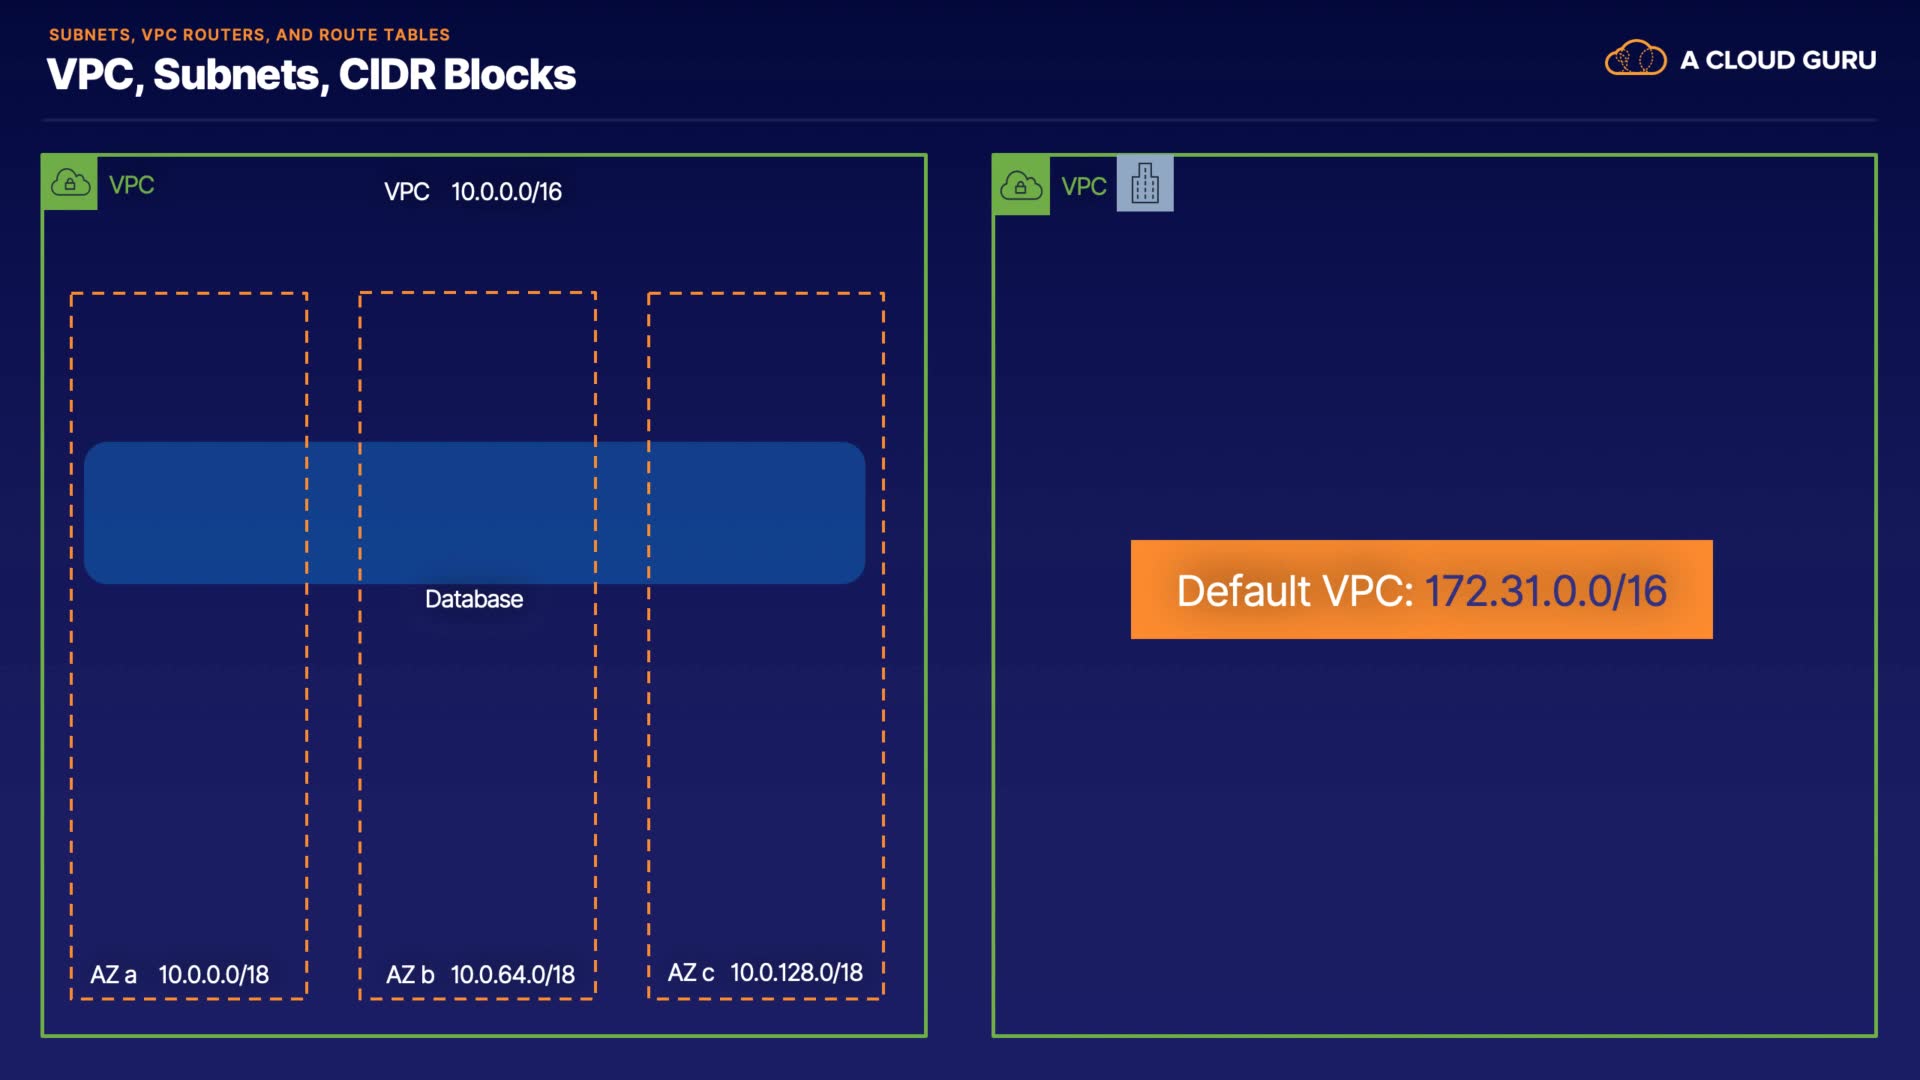 SUBNETS, VPC ROUTERS, AND ROUTE TABLES
VPC, Subnets, CIDR Blocks
A CLOUD GURU
VPC
VPC 10.0.0.0/16
Database
AZ a 10.0.0.0/18
AZ b 10.0.64.0/18
AZ c 10.0.128.0/18
VPC
Default VPC: 172.31.0.0/16